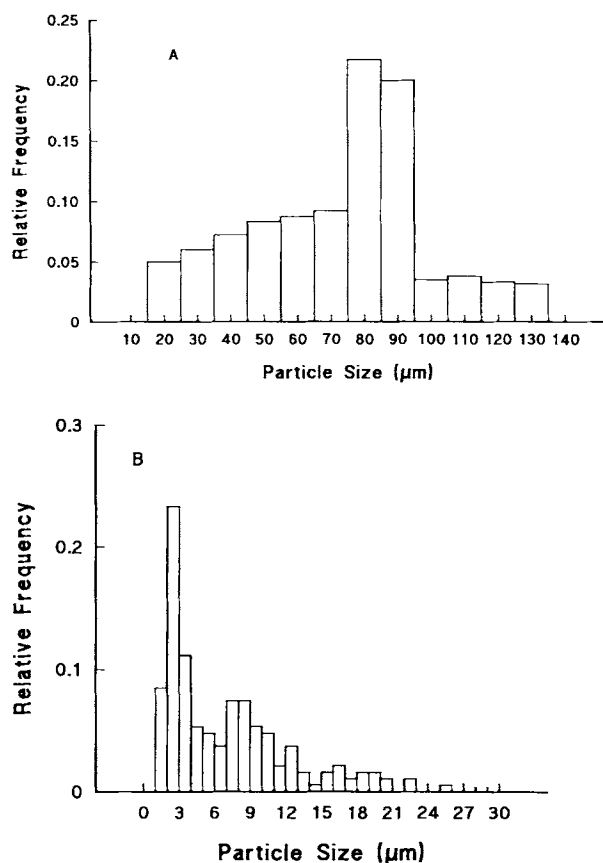 A
Relative Frequency
0.25
0.20
0.15
0.10
0.05
0
10 20 30 40 50 60 70 80 90 100 110 120 130 140
Particle Size (µm)
B
Relative Frequency
0.3
0.2
0.1
0
0 3 6 9 12 15 18 21 24 27 30
Particle Size (µm)